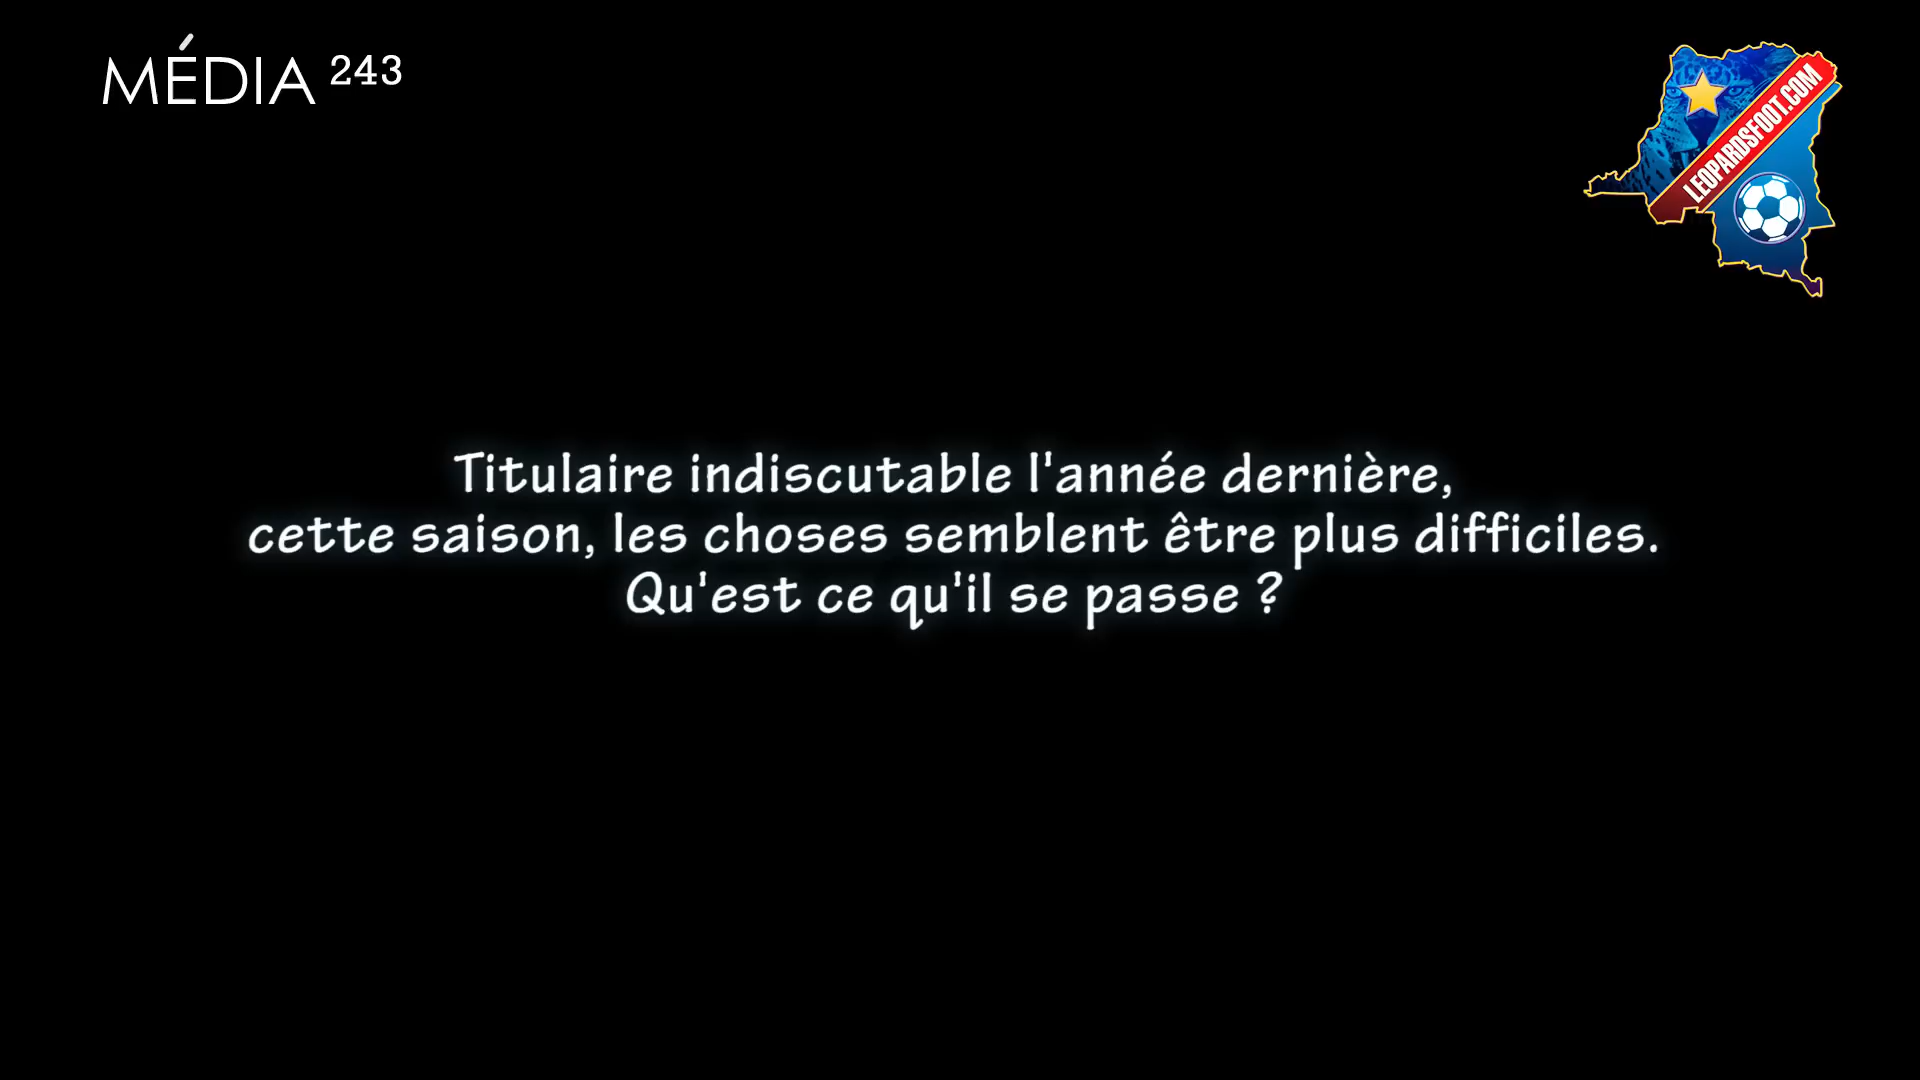 MÉDIA 243
LEOPARDSFOOT.COM
Titulaire indiscutable l'année dernière,
cette saison, les choses semblent être plus difficiles.
Qu'est ce qu'il se passe ?